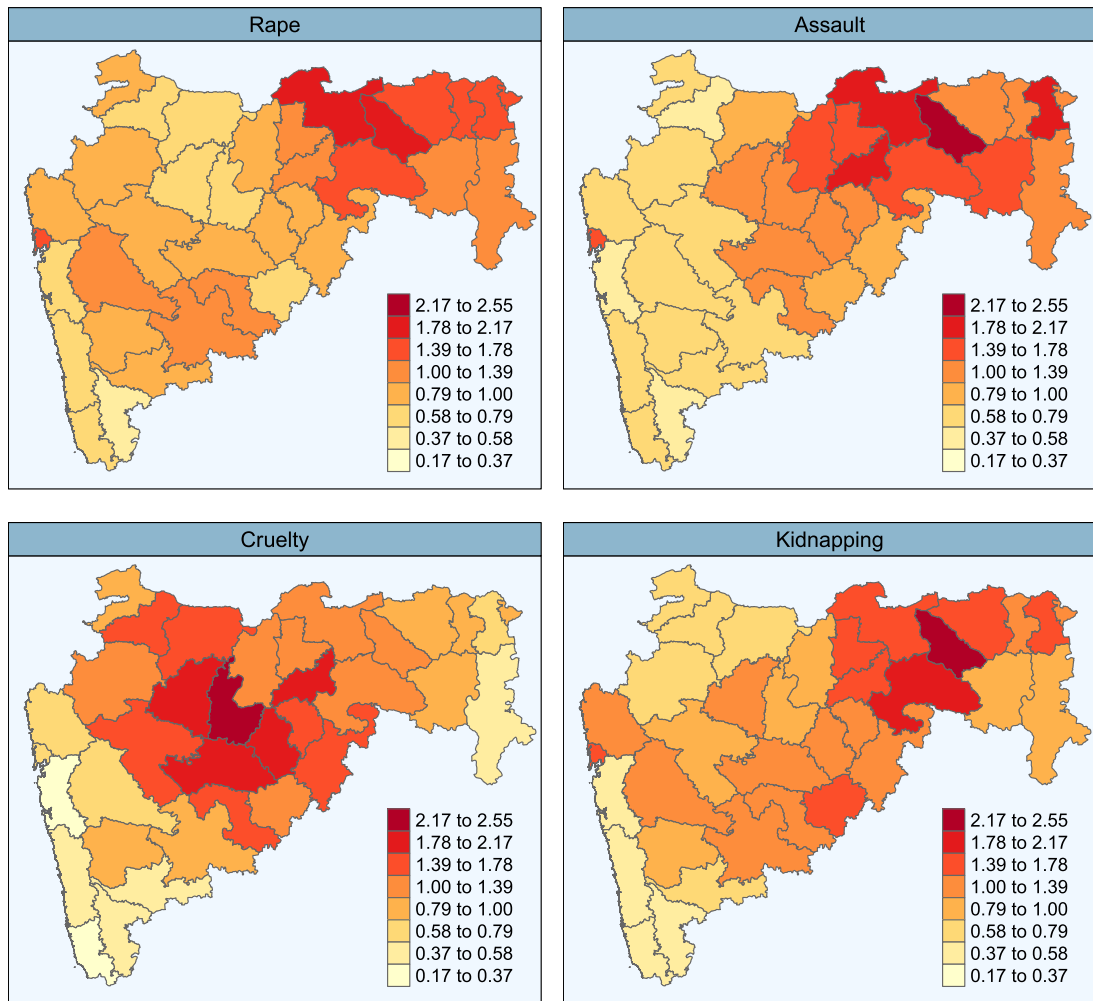 Rape
2.17 to 2.55
1.78 to 2.17
1.39 to 1.78
1.00 to 1.39
0.79 to 1.00
0.58 to 0.79
0.37 to 0.58
0.17 to 0.37
Assault
2.17 to 2.55
1.78 to 2.17
1.39 to 1.78
1.00 to 1.39
0.79 to 1.00
0.58 to 0.79
0.37 to 0.58
0.17 to 0.37
Cruelty
2.17 to 2.55
1.78 to 2.17
1.39 to 1.78
1.00 to 1.39
0.79 to 1.00
0.58 to 0.79
0.37 to 0.58
0.17 to 0.37
Kidnapping
2.17 to 2.55
1.78 to 2.17
1.39 to 1.78
1.00 to 1.39
0.79 to 1.00
0.58 to 0.79
0.37 to 0.58
0.17 to 0.37